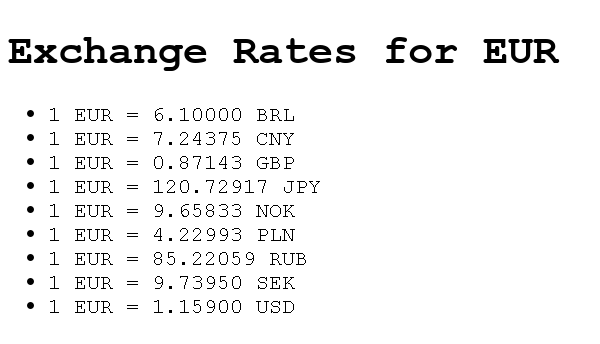 Exchange Rates for EUR
1 EUR = 6.10000 BRL
1 EUR = 7.24375 CNY
1 EUR = 0.87143 GBP
1 EUR = 120.72917 JPY
1 EUR = 9.65833 NOK
1 EUR = 4.22993 PLN
1 EUR = 85.22059 RUB
1 EUR = 9.73950 SEK
1 EUR = 1.15900 USD